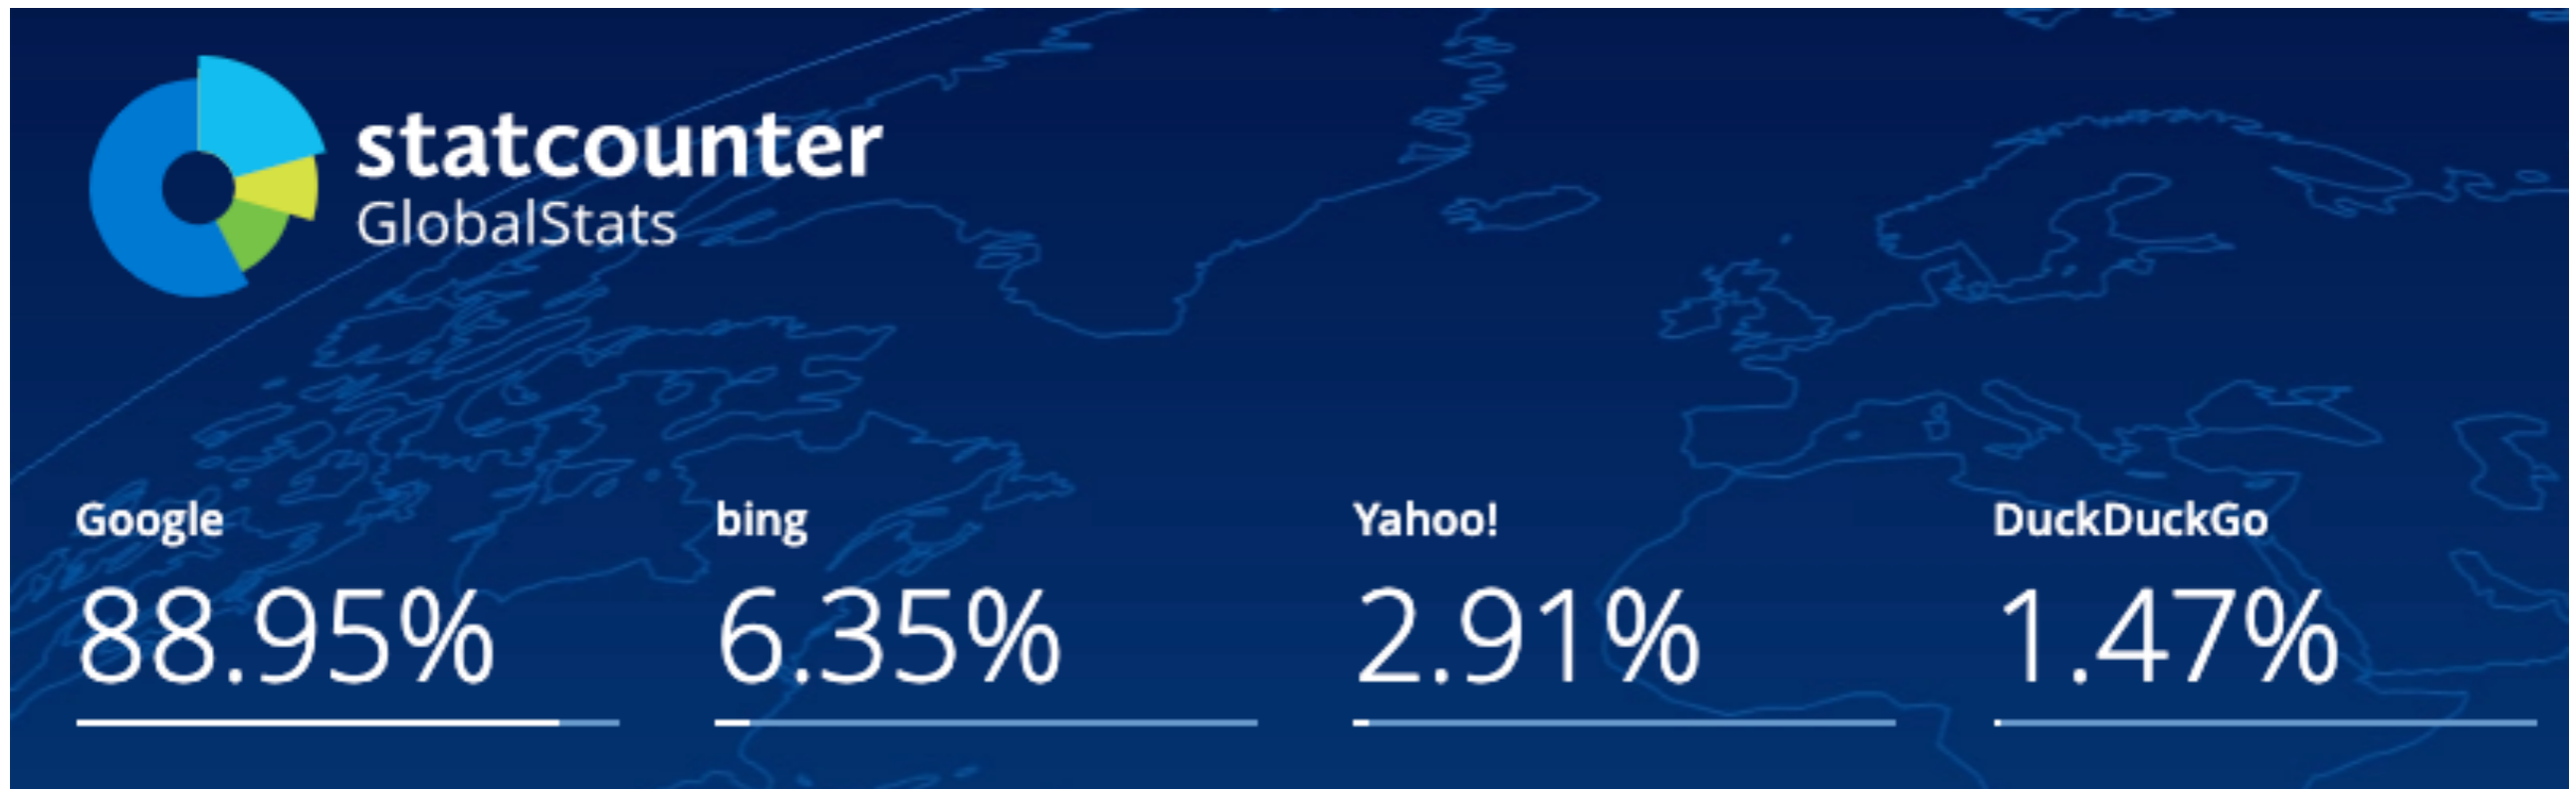 statcounter
GlobalStats
Google
88.95%
bing
6.35%
Yahoo!
2.91%
DuckDuckGo
1.47%